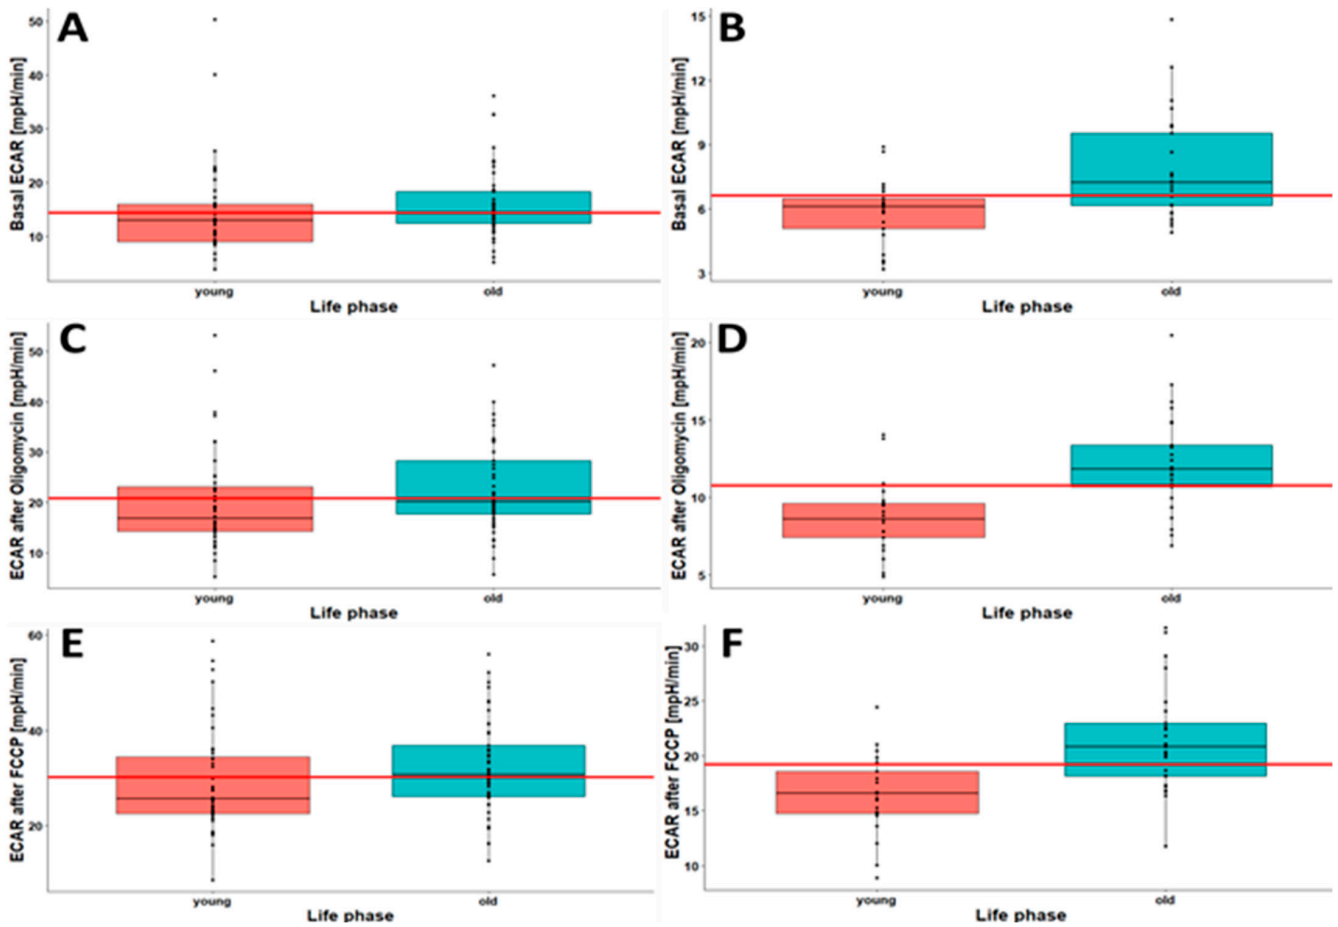 A
Basal ECAR [mpH/min]
50
40
30
20
10
young
old
Life phase
B
Basal ECAR [mpH/min]
15
12
9
6
3
young
old
Life phase
C
ECAR after Oligomycin [mpH/min]
50
40
30
20
10
young
old
Life phase
D
ECAR after Oligomycin [mpH/min]
20
15
10
5
young
old
Life phase
E
ECAR after FCCP [mpH/min]
60
40
20
young
old
Life phase
F
ECAR after FCCP [mpH/min]
30
25
20
15
10
young
old
Life phase